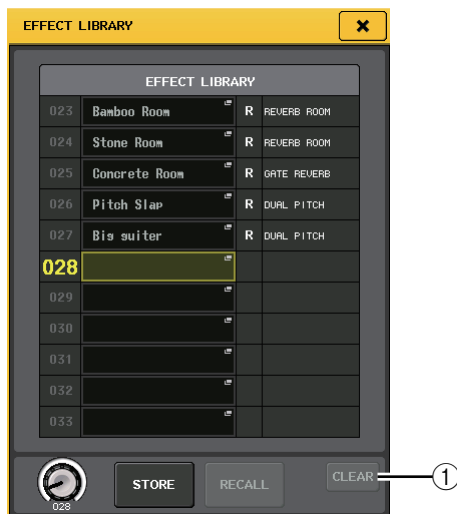 EFFECT LIBRARY
EFFECT LIBRARY
023 Bamboo Room R REVERB ROOM
024 Stone Room R REVERB ROOM
025 Concrete Room R GATE REVERB
026 Pitch Slap R DUAL PITCH
027 Big guiter R DUAL PITCH
028
029
030
031
032
033
028 STORE RECALL CLEAR 1